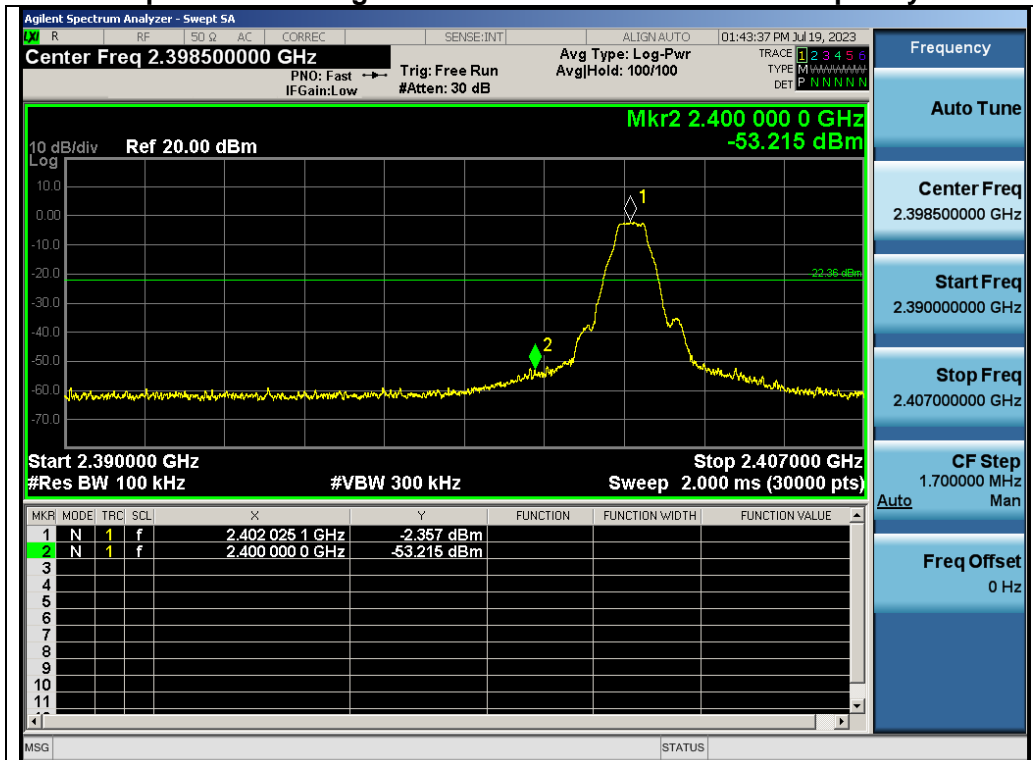 Agilent Spectrum Analyzer - Swept SA
LXI R RF 50 Ω AC CORREC SENSE:INT ALIGN AUTO 01:43:37 PM Jul 19, 2023
Center Freq 2.398500000 GHz
PNO: Fast
IFGain:Low
Trig: Free Run
#Atten: 30 dB
Avg Type: Log-Pwr
Avg|Hold: 100/100
TRACE 1 2 3 4 5 6
TYPE M WWWWW
DET P N N N N N
Mkr2 2.400 000 0 GHz
-53.215 dBm
10 dB/div Ref 20.00 dBm
Log
10.0
0.00
-10.0
-20.0
-30.0
-40.0
-50.0
-60.0
-70.0
1
-22.36 dBm
2
Start 2.390000 GHz Stop 2.407000 GHz
#Res BW 100 kHz #VBW 300 kHz Sweep 2.000 ms (30000 pts)
MKR MODE TRC SCL X Y FUNCTION FUNCTION WIDTH FUNCTION VALUE
1 N 1 f 2.402 025 1 GHz -2.357 dBm
2 N 1 f 2.400 000 0 GHz -53.215 dBm
3
4
5
6
7
8
9
10
11
MSG STATUS
Frequency
Auto Tune
Center Freq
2.398500000 GHz
Start Freq
2.390000000 GHz
Stop Freq
2.407000000 GHz
CF Step
1.700000 MHz
Auto Man
Freq Offset
0 Hz